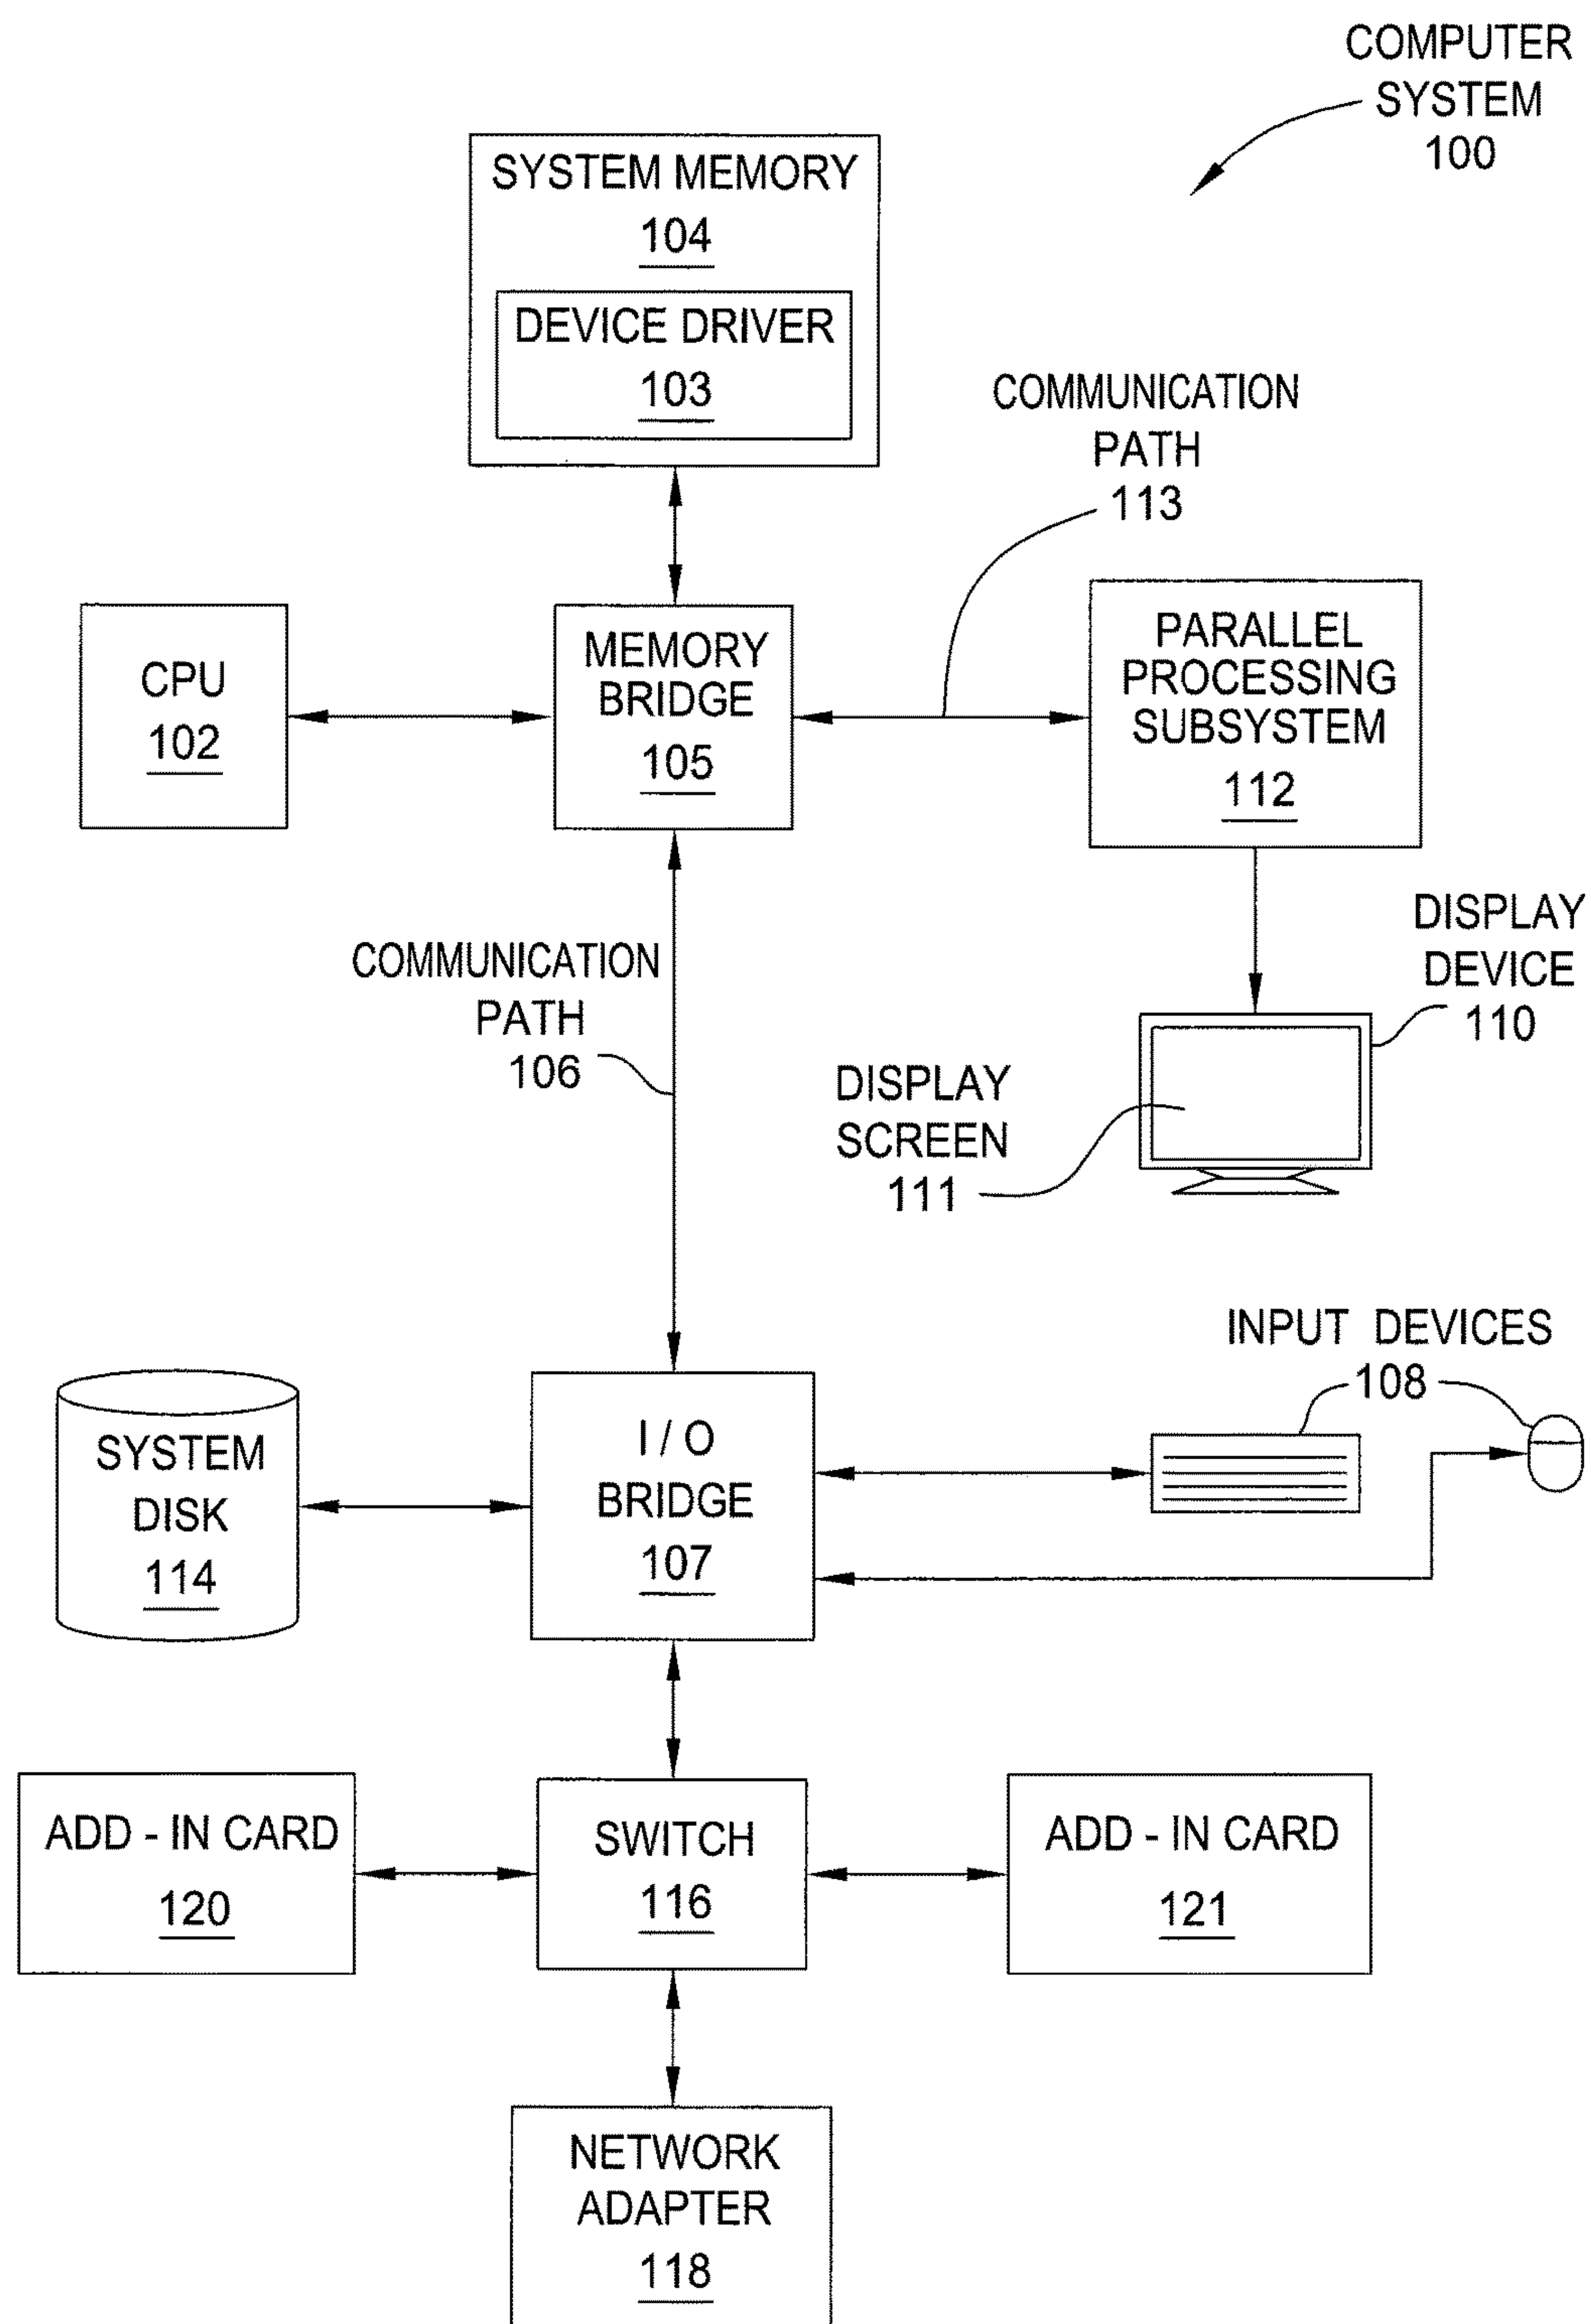 COMPUTER
SYSTEM
100
SYSTEM MEMORY
104
DEVICE DRIVER
103
COMMUNICATION
PATH
113
CPU
102
MEMORY
BRIDGE
105
PARALLEL
PROCESSING
SUBSYSTEM
112
COMMUNICATION
PATH
106
DISPLAY
DEVICE
110
DISPLAY
SCREEN
111
INPUT DEVICES
108
SYSTEM
DISK
114
I / O
BRIDGE
107
ADD - IN CARD
120
SWITCH
116
ADD - IN CARD
121
NETWORK
ADAPTER
118